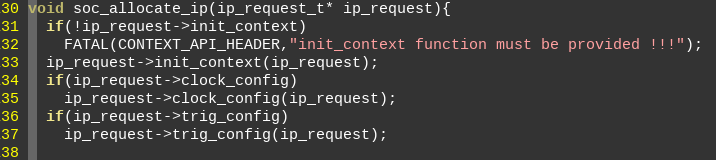 30 void soc_allocate_ip(ip_request_t* ip_request){
31   if(!ip_request->init_context)
32     FATAL(CONTEXT_API_HEADER,"init_context function must be provided !!!");
33   ip_request->init_context(ip_request);
34   if(ip_request->clock_config)
35     ip_request->clock_config(ip_request);
36   if(ip_request->trig_config)
37     ip_request->trig_config(ip_request);
38